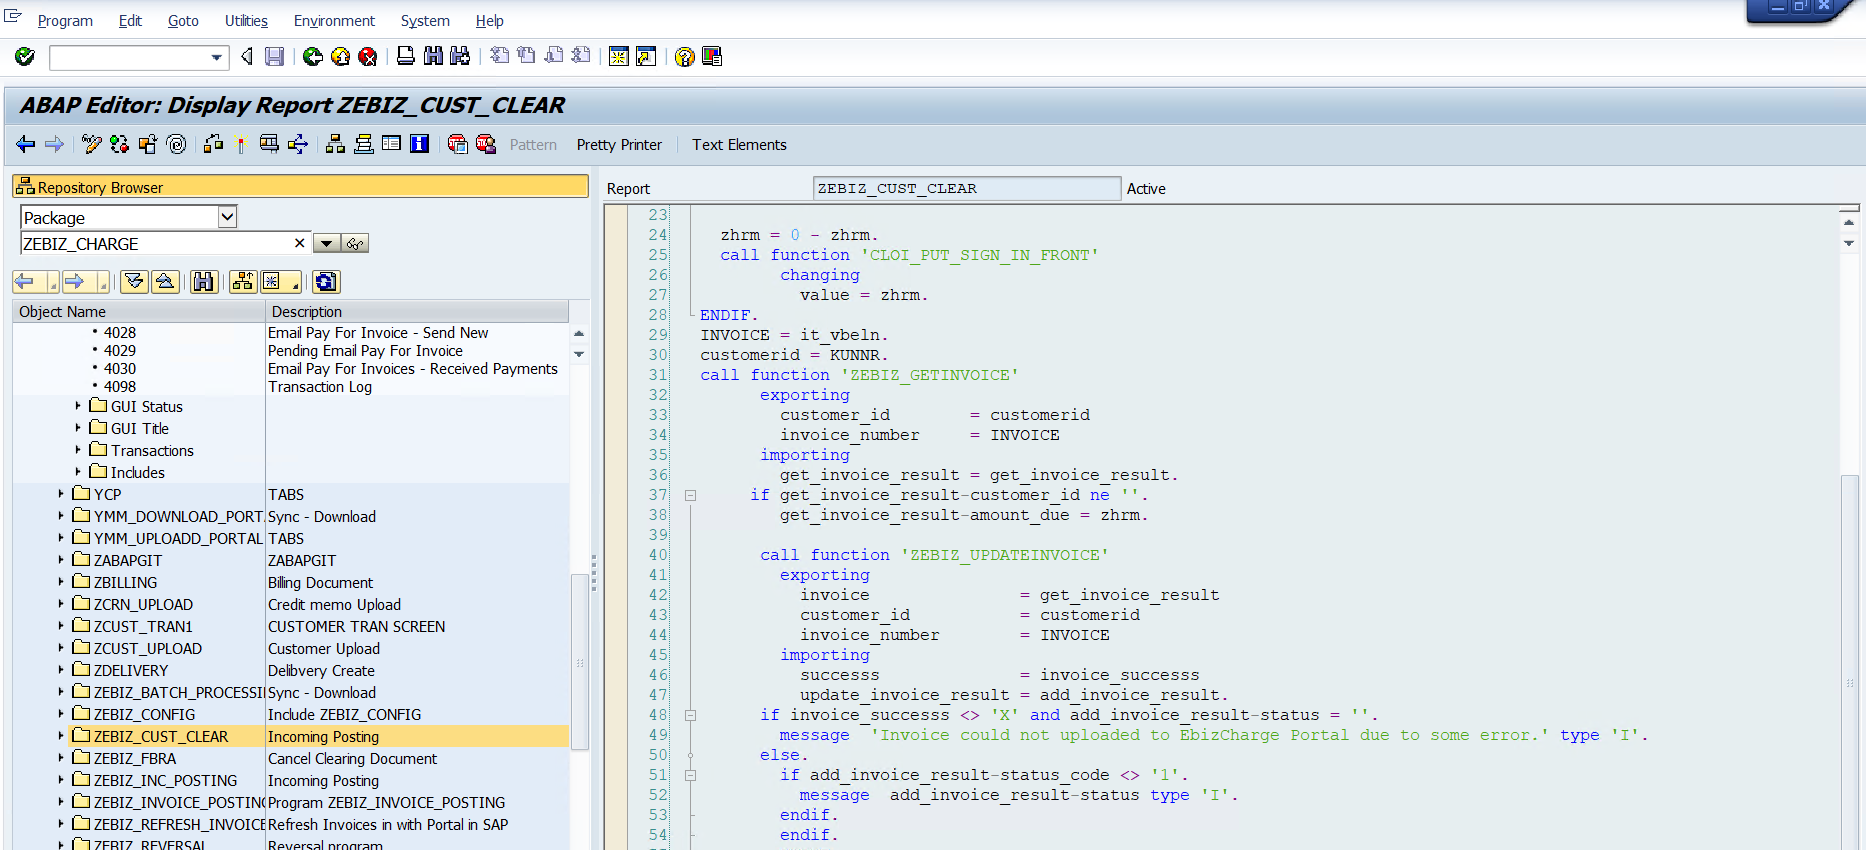 Program Edit Goto Utilities Environment System Help
ABAP Editor: Display Report ZEBIZ_CUST_CLEAR
Pattern Pretty Printer Text Elements
Repository Browser
Package
ZEBIZ_CHARGE
Object Name Description
4028 Email Pay For Invoice - Send New
4029 Pending Email Pay For Invoice
4030 Email Pay For Invoices - Received Payments
4098 Transaction Log
GUI Status
GUI Title
Transactions
Includes
YCP TABS
YMM_DOWNLOAD_PORT Sync - Download
YMM_UPLOADD_PORTAL TABS
ZABAPGIT ZABAPGIT
ZBILLING Billing Document
ZCRN_UPLOAD Credit memo Upload
ZCUST_TRAN1 CUSTOMER TRAN SCREEN
ZCUST_UPLOAD Customer Upload
ZDELIVERY Delibvery Create
ZEBIZ_BATCH_PROCESSI Sync - Download
ZEBIZ_CONFIG Include ZEBIZ_CONFIG
ZEBIZ_CUST_CLEAR Incoming Posting
ZEBIZ_FBRA Cancel Clearing Document
ZEBIZ_INC_POSTING Incoming Posting
ZEBIZ_INVOICE_POSTING Program ZEBIZ_INVOICE_POSTING
ZEBIZ_REFRESH_INVOICE Refresh Invoices in with Portal in SAP
ZEBIZ_REVERSAL Reversal program
Report ZEBIZ_CUST_CLEAR Active
23
24 zhrm = 0 - zhrm.
25 call function 'CLOI_PUT_SIGN_IN_FRONT'
26 changing
27 value = zhrm.
28 ENDIF.
29 INVOICE = it_vbeln.
30 customerid = KUNNR.
31 call function 'ZEBIZ_GETINVOICE'
32 exporting
33 customer_id = customerid
34 invoice_number = INVOICE
35 importing
36 get_invoice_result = get_invoice_result.
37 if get_invoice_result-customer_id ne ''.
38 get_invoice_result-amount_due = zhrm.
39
40 call function 'ZEBIZ_UPDATEINVOICE'
41 exporting
42 invoice = get_invoice_result
43 customer_id = customerid
44 invoice_number = INVOICE
45 importing
46 successs = invoice_successs
47 update_invoice_result = add_invoice_result.
48 if invoice_successs <> 'X' and add_invoice_result-status = ''.
49 message 'Invoice could not uploaded to EbizCharge Portal due to some error.' type 'I'.
50 else.
51 if add_invoice_result-status_code <> '1'.
52 message add_invoice_result-status type 'I'.
53 endif.
54 endif.